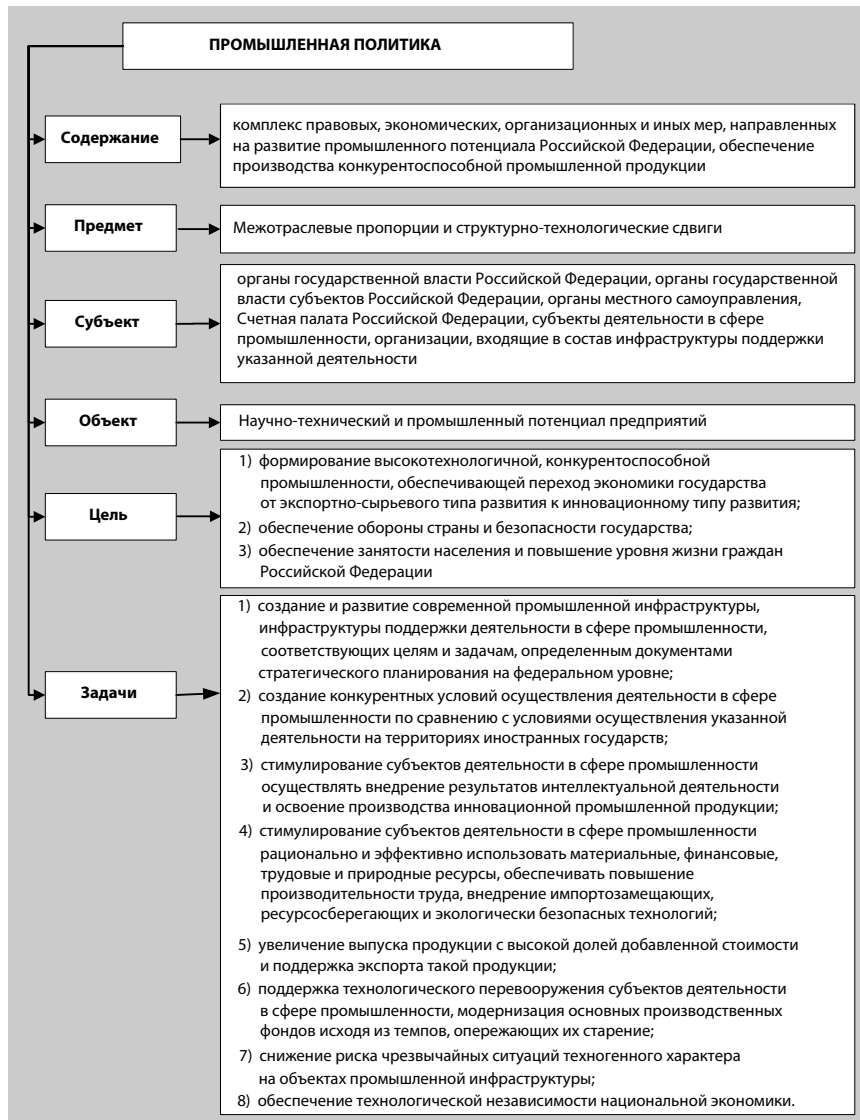 ПРОМЫШЛЕННАЯ ПОЛИТИКА
Содержание
комплекс правовых, экономических, организационных и иных мер, направленных
на развитие промышленного потенциала Российской Федерации, обеспечение
производства конкурентоспособной промышленной продукции
Предмет
Межотраслевые пропорции и структурно-технологические сдвиги
Субъект
органы государственной власти Российской Федерации, органы государственной
власти субъектов Российской Федерации, органы местного самоуправления,
Счетная палата Российской Федерации, субъекты деятельности в сфере
промышленности, организации, входящие в состав инфраструктуры поддержки
указанной деятельности
Объект
Научно-технический и промышленный потенциал предприятий
Цель
1) формирование высокотехнологичной, конкурентоспособной
промышленности, обеспечивающей переход экономики государства
от экспортно-сырьевого типа развития к инновационному типу развития;
2) обеспечение обороны страны и безопасности государства;
3) обеспечение занятости населения и повышение уровня жизни граждан
Российской Федерации
Задачи
1) создание и развитие современной промышленной инфраструктуры,
инфраструктуры поддержки деятельности в сфере промышленности,
соответствующих целям и задачам, определенным документами
стратегического планирования на федеральном уровне;
2) создание конкурентных условий осуществления деятельности в сфере
промышленности по сравнению с условиями осуществления указанной
деятельности на территориях иностранных государств;
3) стимулирование субъектов деятельности в сфере промышленности
осуществлять внедрение результатов интеллектуальной деятельности
и освоение производства инновационной промышленной продукции;
4) стимулирование субъектов деятельности в сфере промышленности
рационально и эффективно использовать материальные, финансовые,
трудовые и природные ресурсы, обеспечивать повышение
производительности труда, внедрение импортозамещающих,
ресурсосберегающих и экологически безопасных технологий;
5) увеличение выпуска продукции с высокой долей добавленной стоимости
и поддержка экспорта такой продукции;
6) поддержка технологического перевооружения субъектов деятельности
в сфере промышленности, модернизация основных производственных
фондов исходя из темпов, опережающих их старение;
7) снижение риска чрезвычайных ситуаций техногенного характера
на объектах промышленной инфраструктуры;
8) обеспечение технологической независимости национальной экономики.